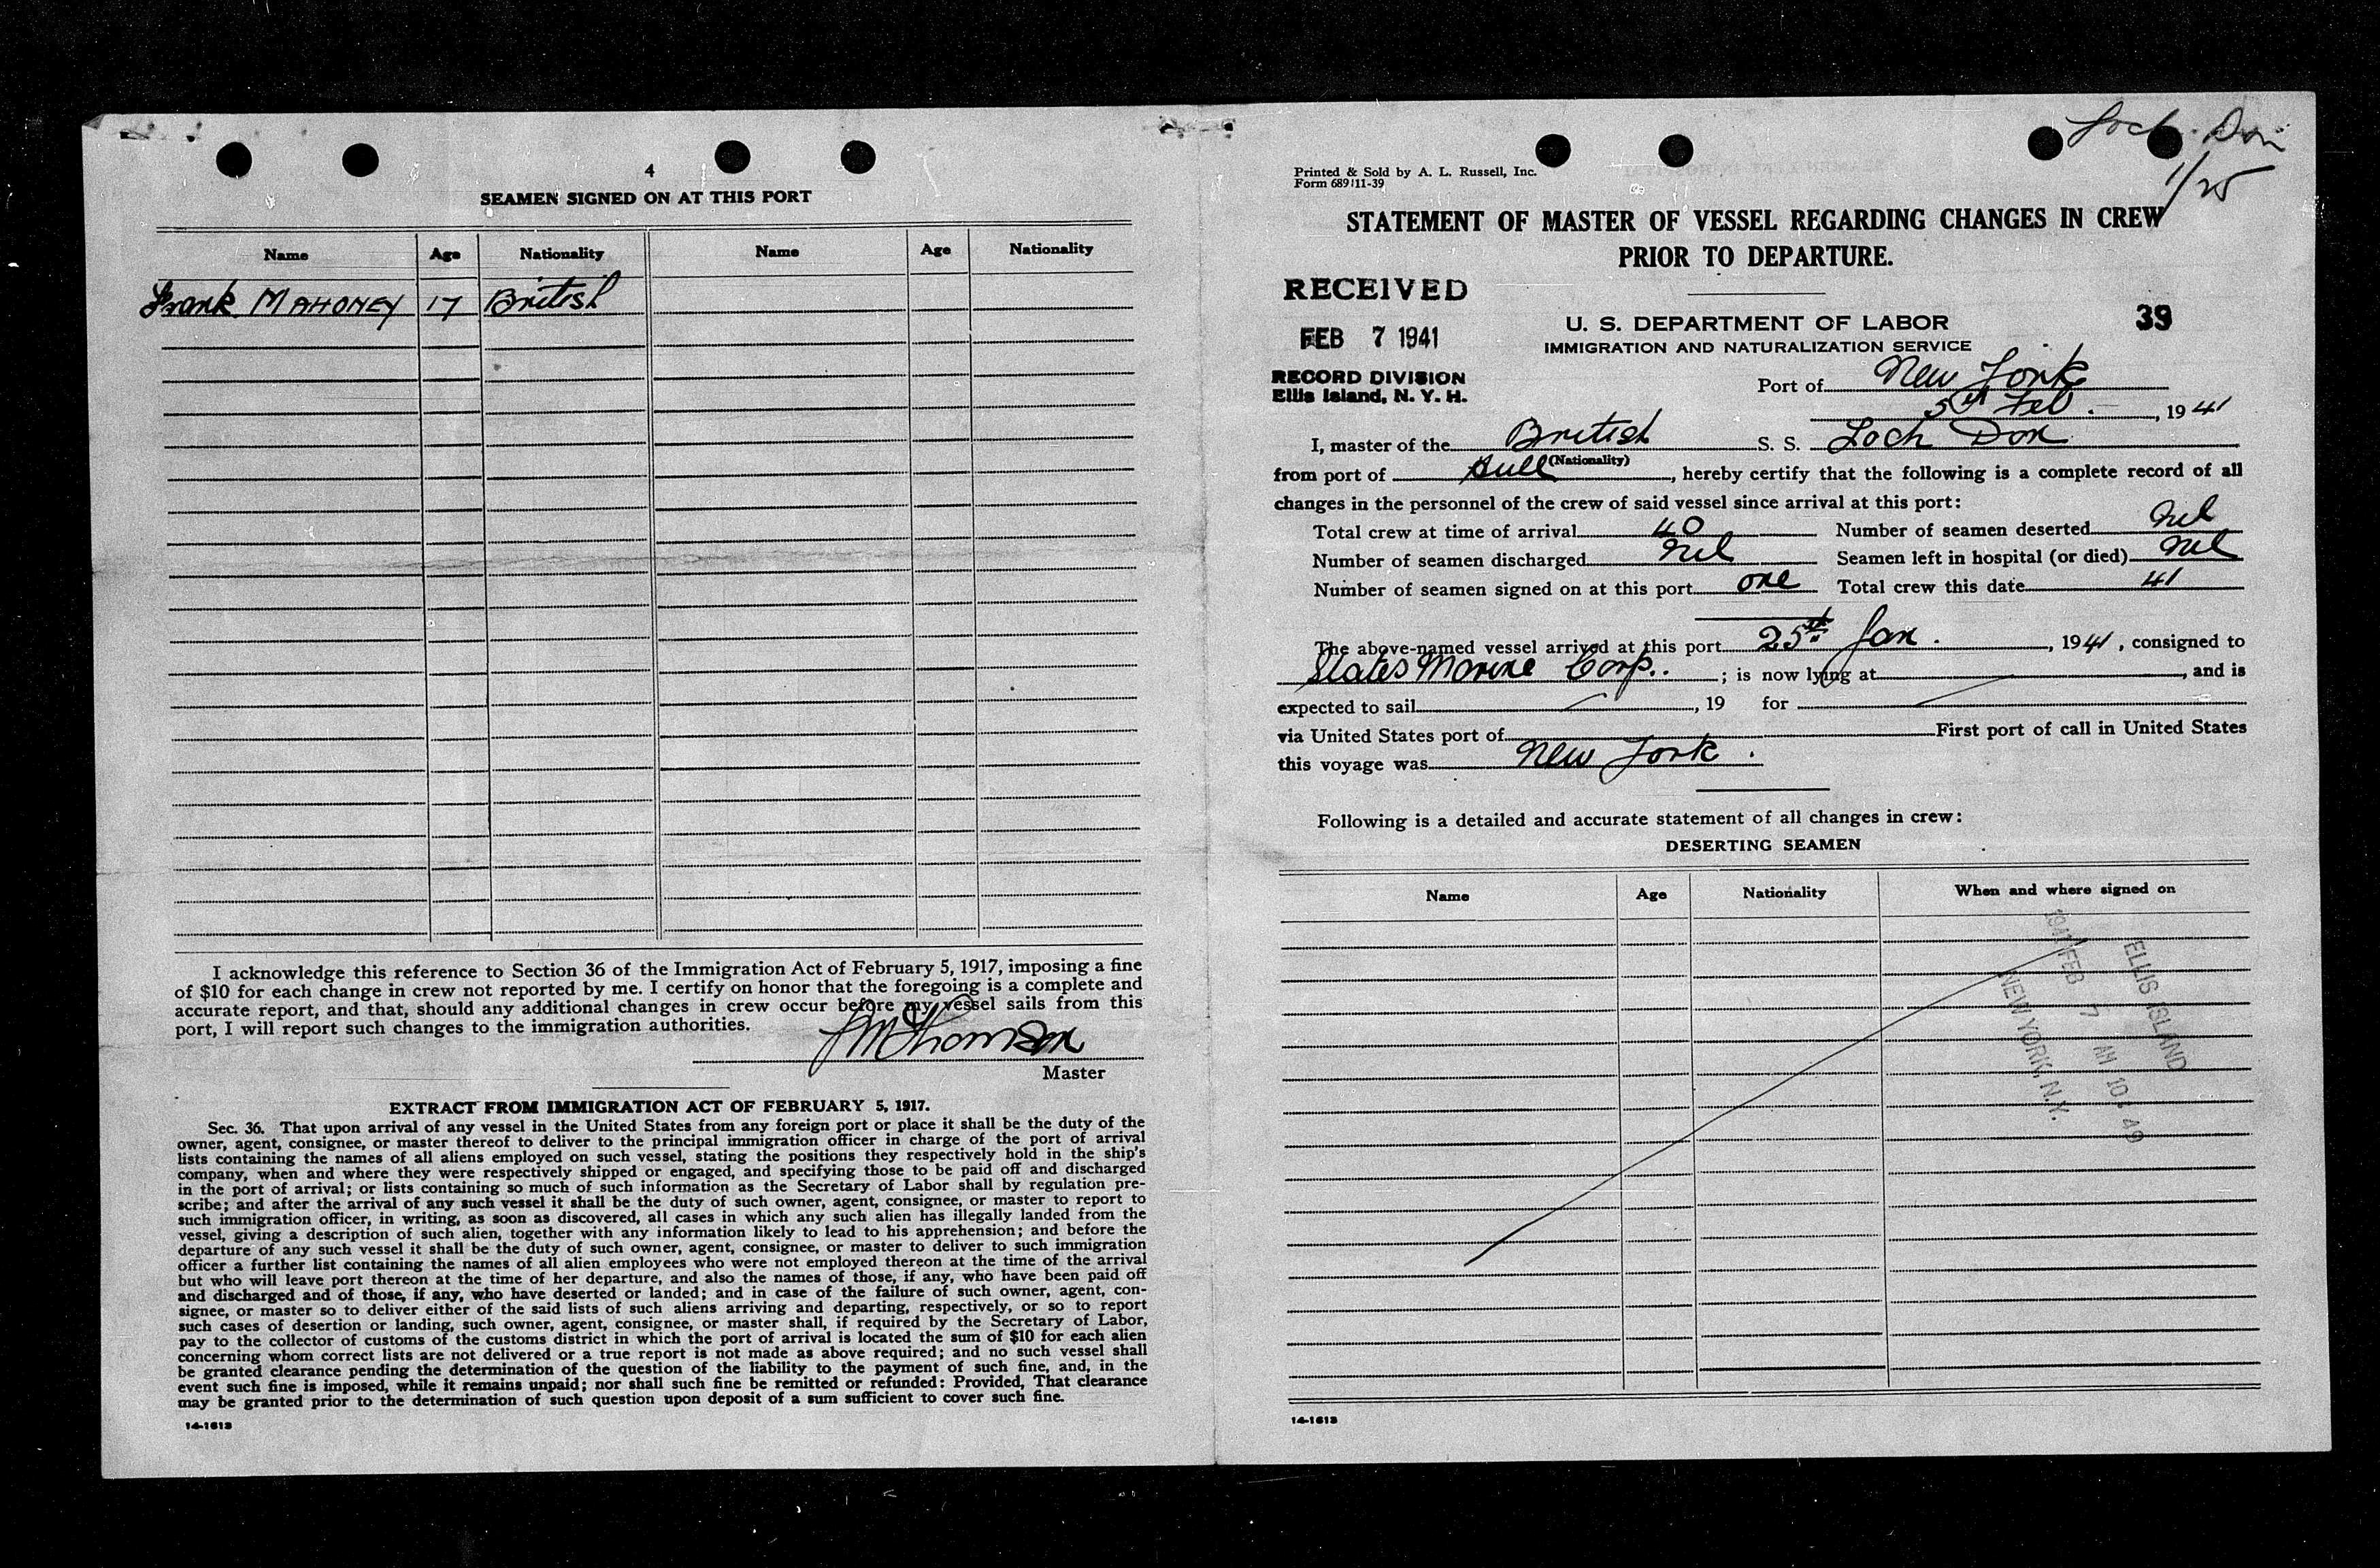 4
SEAMEN SIGNED ON AT THIS PORT
Name Age Nationality Name Age Nationality
Frank MAHONEY 17 British
I acknowledge this reference to Section 36 of the Immigration Act of February 5, 1917, imposing a fine
of $10 for each change in crew not reported by me. I certify on honor that the foregoing is a complete and
accurate report, and that, should any additional changes in crew occur before my vessel sails from this
port, I will report such changes to the immigration authorities.
Master
EXTRACT FROM IMMIGRATION ACT OF FEBRUARY 5, 1917.
Sec. 36. That upon arrival of any vessel in the United States from any foreign port or place it shall be the duty of the
owner, agent, consignee, or master thereof to deliver to the principal immigration officer in charge of the port of arrival
lists containing the names of all aliens employed on such vessel, stating the positions they respectively hold in the ship's
company, when and where they were respectively shipped or engaged, and specifying those to be paid off and discharged
in the port of arrival; or lists containing so much of such information as the Secretary of Labor shall by regulation pre-
scribe; and after the arrival of any such vessel it shall be the duty of such owner, agent, consignee, or master to report to
such immigration officer, in writing, as soon as discovered, all cases in which any such alien has illegally landed from the
vessel, giving a description of such alien, together with any information likely to lead to his apprehension; and before the
departure of any such vessel it shall be the duty of such owner, agent, consignee, or master to deliver to such immigration
officer a further list containing the names of all alien employees who were not employed thereon at the time of the arrival
but who will leave port thereon at the time of her departure, and also the names of those, if any, who have been paid off
and discharged and of those, if any, who have deserted or landed; and in case of the failure of such owner, agent, con-
signee, or master so to deliver either of the said lists of such aliens arriving and departing, respectively, or so to report
such cases of desertion or landing, such owner, agent, consignee, or master shall, if required by the Secretary of Labor,
pay to the collector of customs of the customs district in which the port of arrival is located the sum of $10 for each alien
concerning whom correct lists are not delivered or a true report is not made as above required; and no such vessel shall
be granted clearance pending the determination of the question of the liability to the payment of such fine, and, in the
event such fine is imposed, while it remains unpaid; nor shall such fine be remitted or refunded: Provided, That clearance
may be granted prior to the determination of such question upon deposit of a sum sufficient to cover such fine.
14-1613
Loch Don
1/25
Printed & Sold by A. L. Russell, Inc.
Form 689 11-39
STATEMENT OF MASTER OF VESSEL REGARDING CHANGES IN CREW
PRIOR TO DEPARTURE.
RECEIVED
FEB 7 1941
RECORD DIVISION
Ellis Island, N. Y. H.
U. S. DEPARTMENT OF LABOR
IMMIGRATION AND NATURALIZATION SERVICE
39
Port of New York
5th Feb. , 1941
I, master of the British S. S. Loch Don
(Nationality)
from port of Hull , hereby certify that the following is a complete record of all
changes in the personnel of the crew of said vessel since arrival at this port:
Total crew at time of arrival 40 Number of seamen deserted Nil
Number of seamen discharged Nil Seamen left in hospital (or died) Nil
Number of seamen signed on at this port one Total crew this date 41
The above-named vessel arrived at this port 25th Jan. , 1941 , consigned to
States Marine Corp. ; is now lying at , and is
expected to sail , 19 for
via United States port of First port of call in United States
this voyage was New York.
Following is a detailed and accurate statement of all changes in crew:
DESERTING SEAMEN
Name Age Nationality When and where signed on
ELLIS ISLAND
1941 FEB 7 AM 10: 49
NEW YORK, N.Y.
14-1613